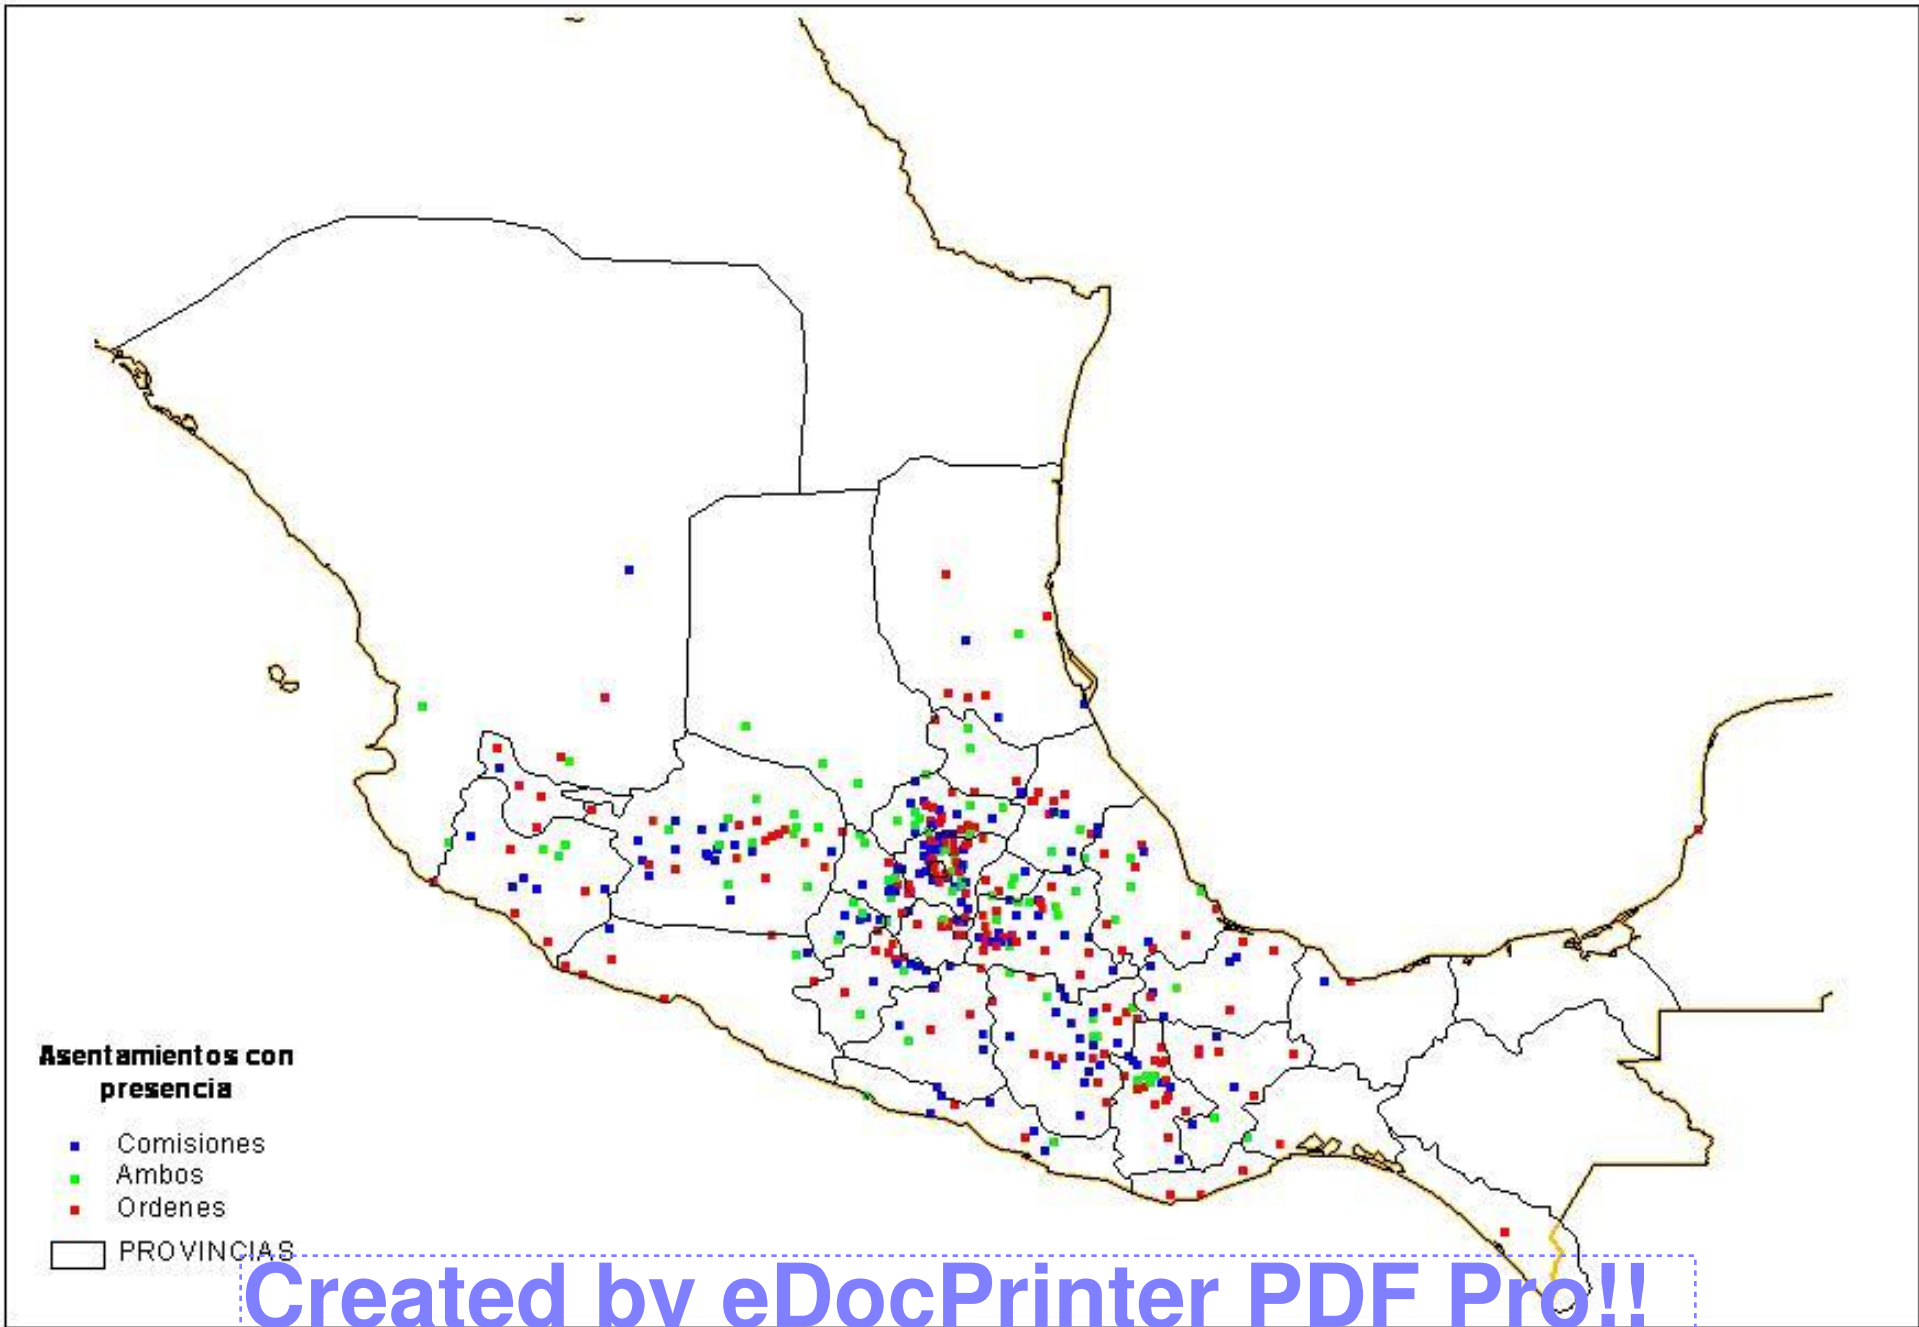 Asentamientos con
presencia
Comisiones
Ambos
Ordenes
PROVINCIAS
Created by eDocPrinter PDF Pro!!